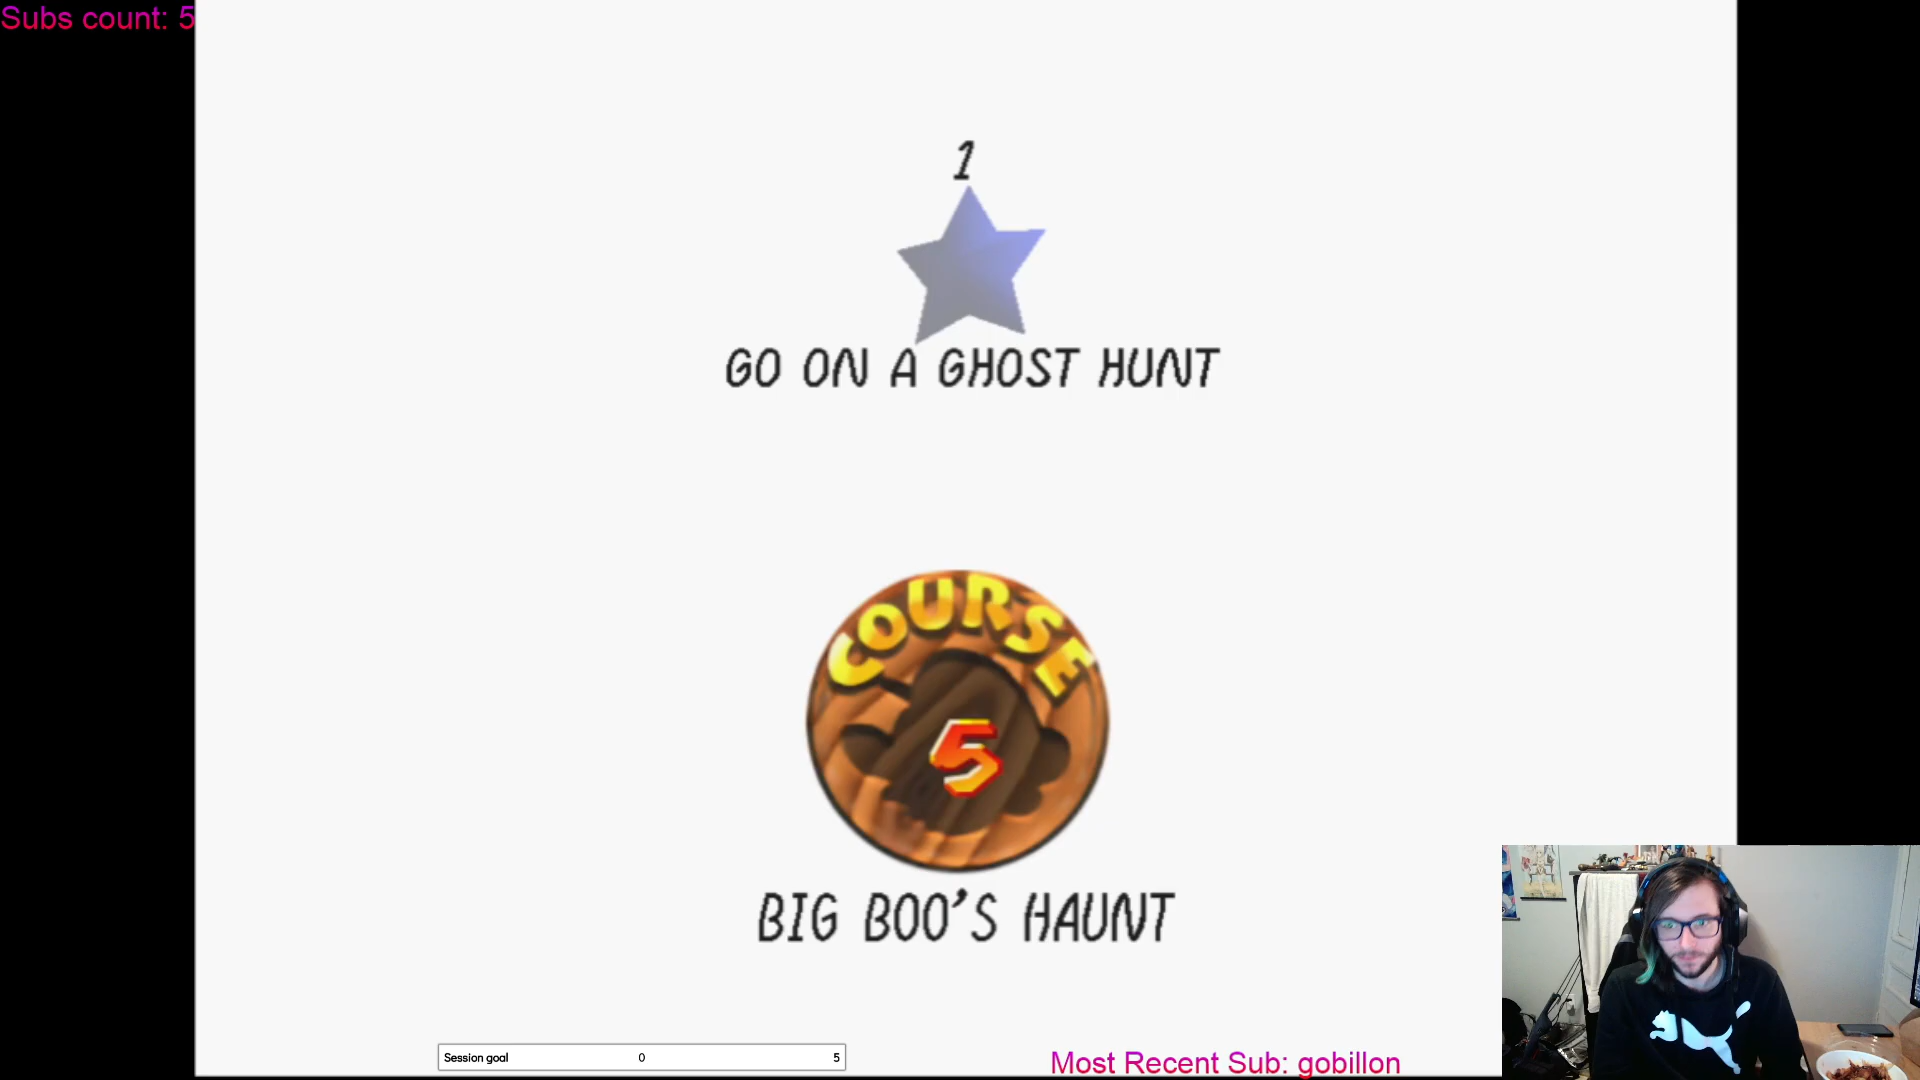 Subs count: 5
1
GO ON A GHOST HUNT
COURSE
5
BIG BOO'S HAUNT
Session goal 0 5
Most Recent Sub: gobillon